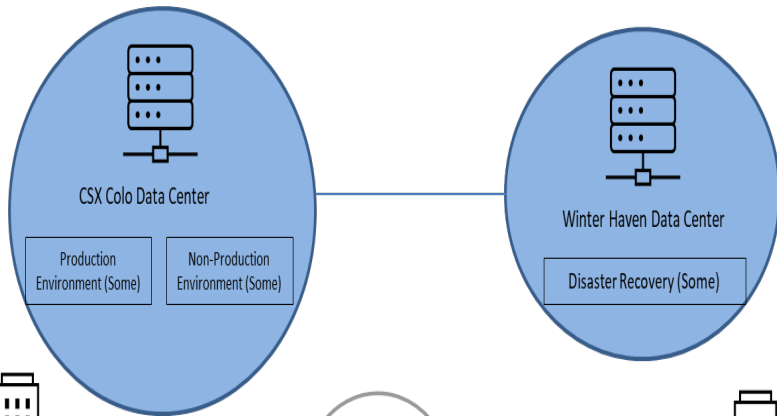 CSX Colo Data Center
Production
Environment (Some)
Non-Production
Environment (Some)
Winter Haven Data Center
Disaster Recovery (Some)